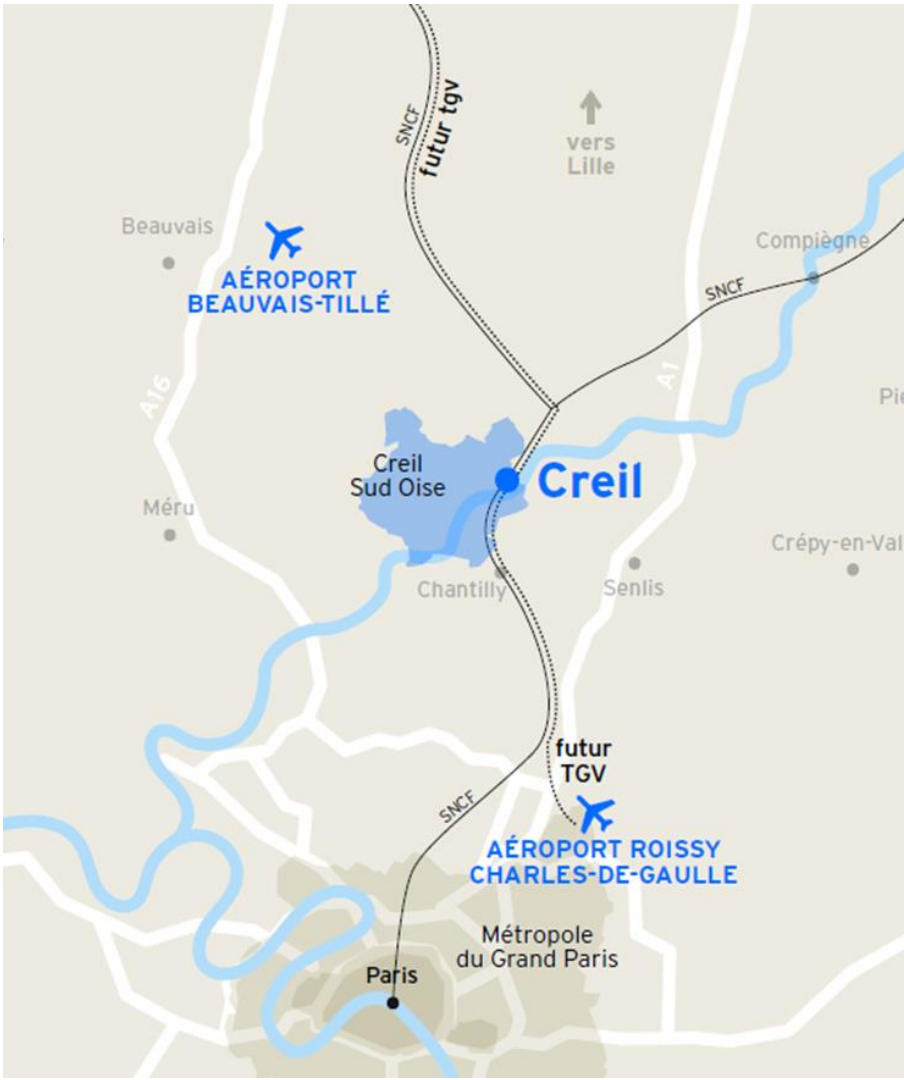 SNCF
futur tgv
vers
Lille
Beauvais
Compiègne
AÉROPORT
BEAUVAIS-TILLÉ
SNCF
A16
A1
Pie
Creil
Sud Oise
Creil
Méru
Crépy-en-Val
Chantilly
Senlis
futur
TGV
SNCF
AÉROPORT ROISSY
CHARLES-DE-GAULLE
Métropole
du Grand Paris
Paris